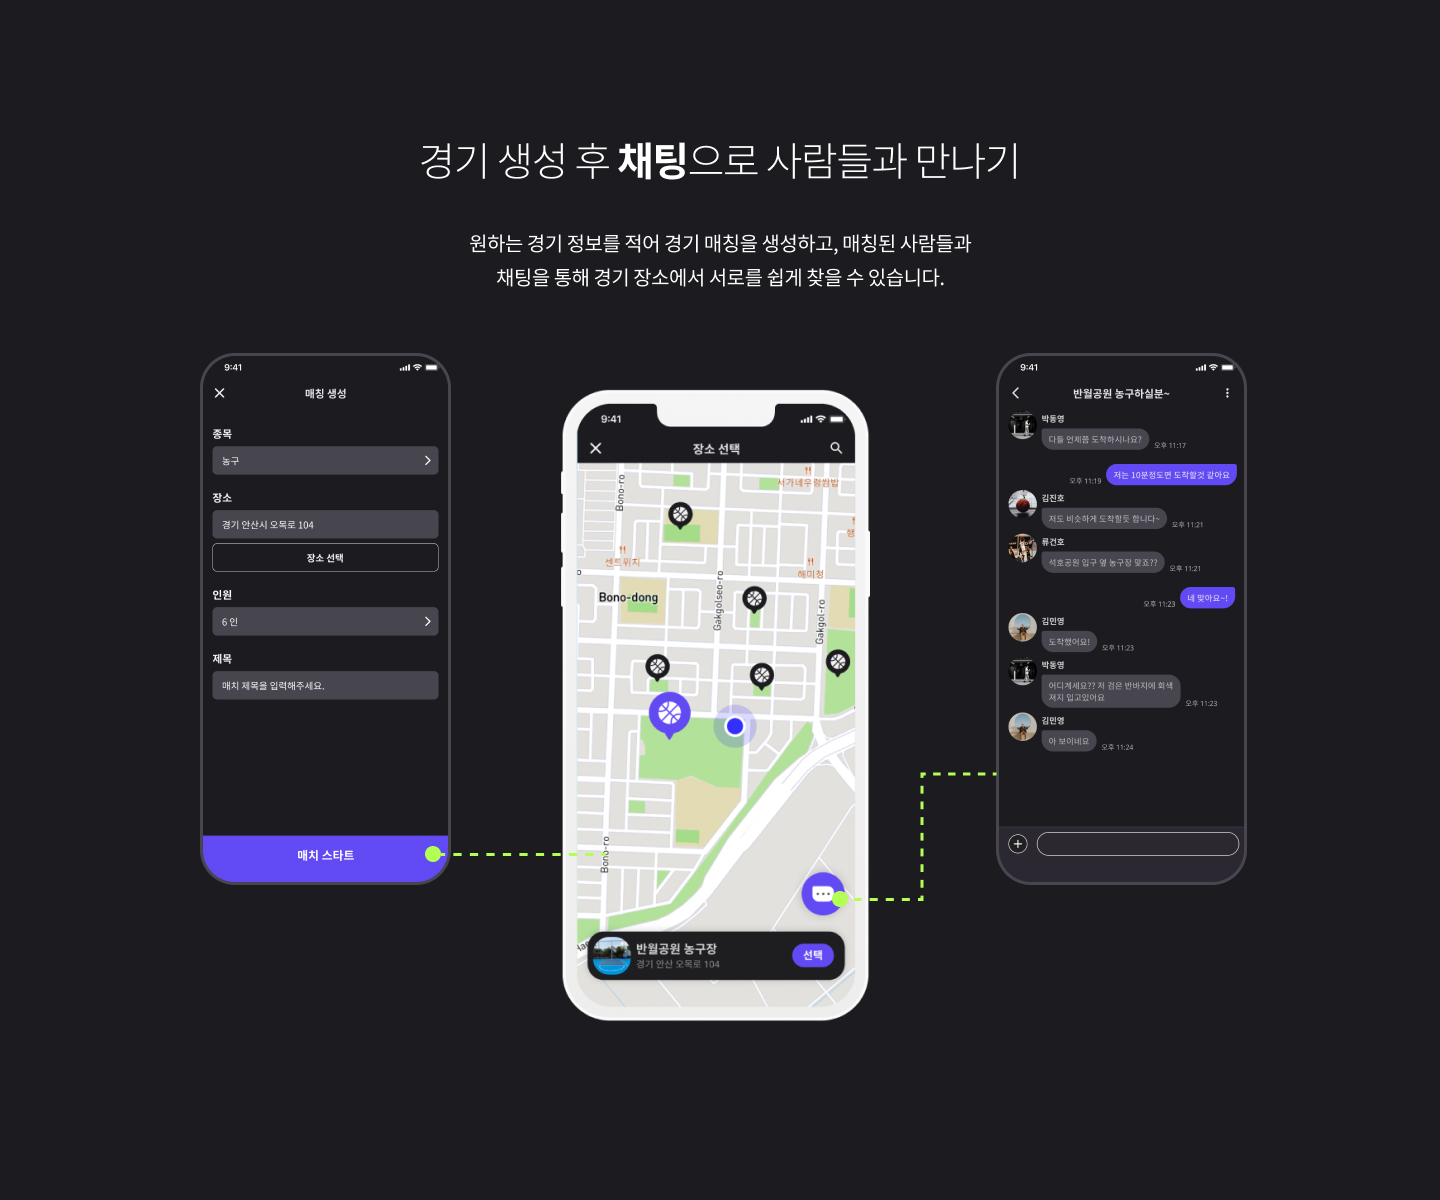 경기 생성 후 채팅으로 사람들과 만나기
원하는 경기 정보를 적어 경기 매칭을 생성하고, 매칭된 사람들과
채팅을 통해 경기 장소에서 서로를 쉽게 찾을 수 있습니다.
9:41
매칭 생성
종목
농구
장소
경기 안산시 오목로 104
장소 선택
인원
6 인
제목
매치 제목을 입력해주세요.
매치 스타트
9:41
장소 선택
Bono-ro
서가네우렁쌈밥
센트위치
해미정
Bono-dong
Gakgolseo-ro
Gakgol-ro
Bono-ro
반월공원 농구장
경기 안산 오목로 104
선택
9:41
반월공원 농구하실분~
박동영
다들 언제쯤 도착하시나요?
오후 11:17
오후 11:19
저는 10분정도면 도착할것 같아요
김진호
저도 비슷하게 도착할듯 합니다~
오후 11:21
류건호
석호공원 입구 옆 농구장 맞죠??
오후 11:21
오후 11:23
네 맞아요~!
김민영
도착했어요!
오후 11:23
박동영
어디계세요?? 저 검은 반바지에 회색
져지 입고있어요
오후 11:23
김민영
아 보이네요
오후 11:24